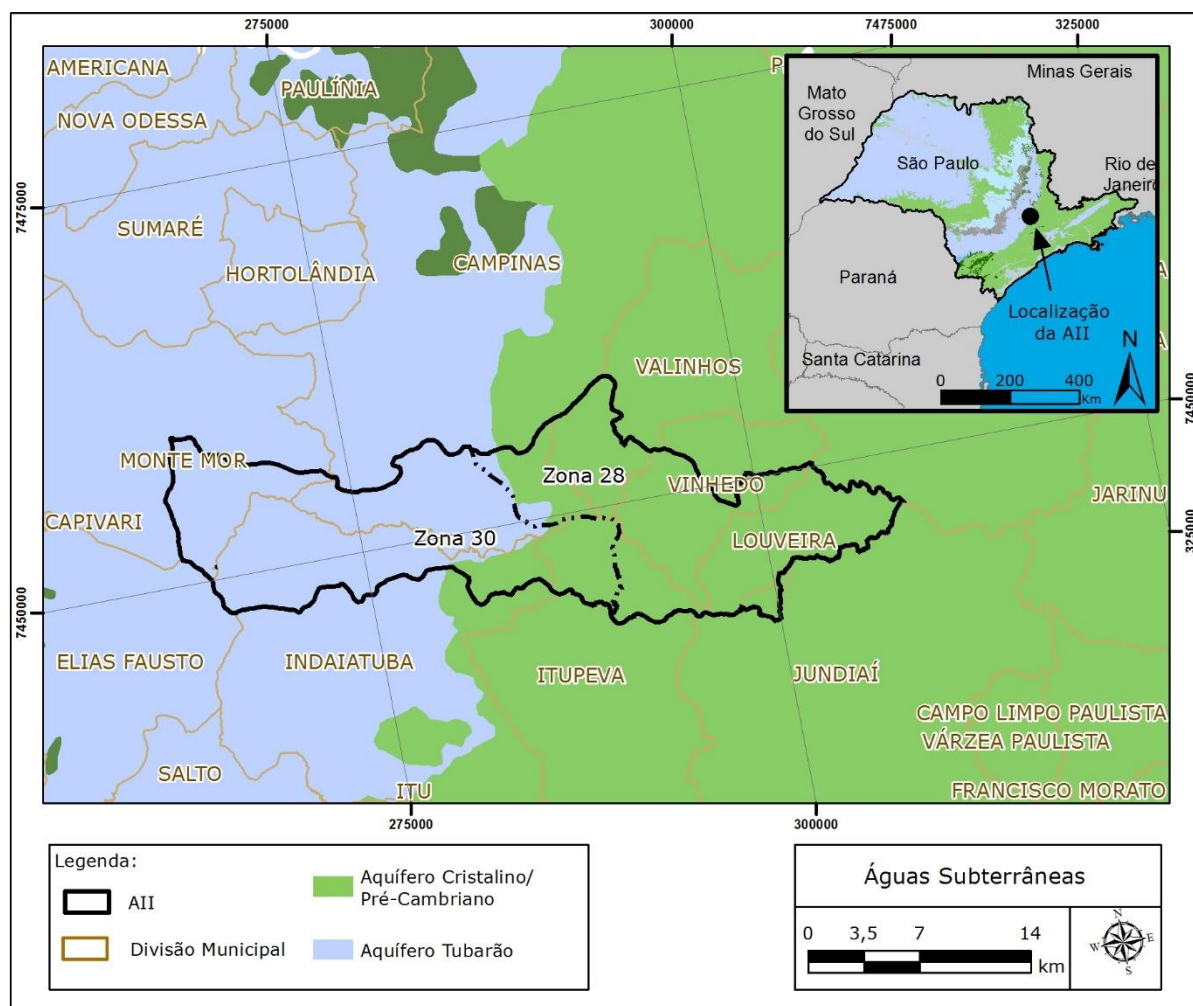 275000
300000
7475000
325000
AMERICANA
PAULÍNIA
P
NOVA ODESSA
Minas Gerais
Mato
Grosso
do Sul
São Paulo
Rio de
Janeiro
7475000
SUMARÉ
HORTOLÂNDIA
CAMPINAS
Paraná
A
Localização
da AII
N
A
Santa Catarina
0 200 400
Km
VALINHOS
7450000
MONTE MOR
Zona 28
VINHEDO
JARINU
CAPIVARI
Zona 30
LOUVEIRA
325000
7450000
ELIAS FAUSTO
INDAIATUBA
ITUPEVA
JUNDIAÍ
CAMPO LIMPO PAULISTA
VÁRZEA PAULISTA
SALTO
ITU
FRANCISCO MORATO
275000
300000
Legenda:
AII
Divisão Municipal
Aquífero Cristalino/
Pré-Cambriano
Aquífero Tubarão
Águas Subterrâneas
0 3,5 7 14
km
N
W E
S